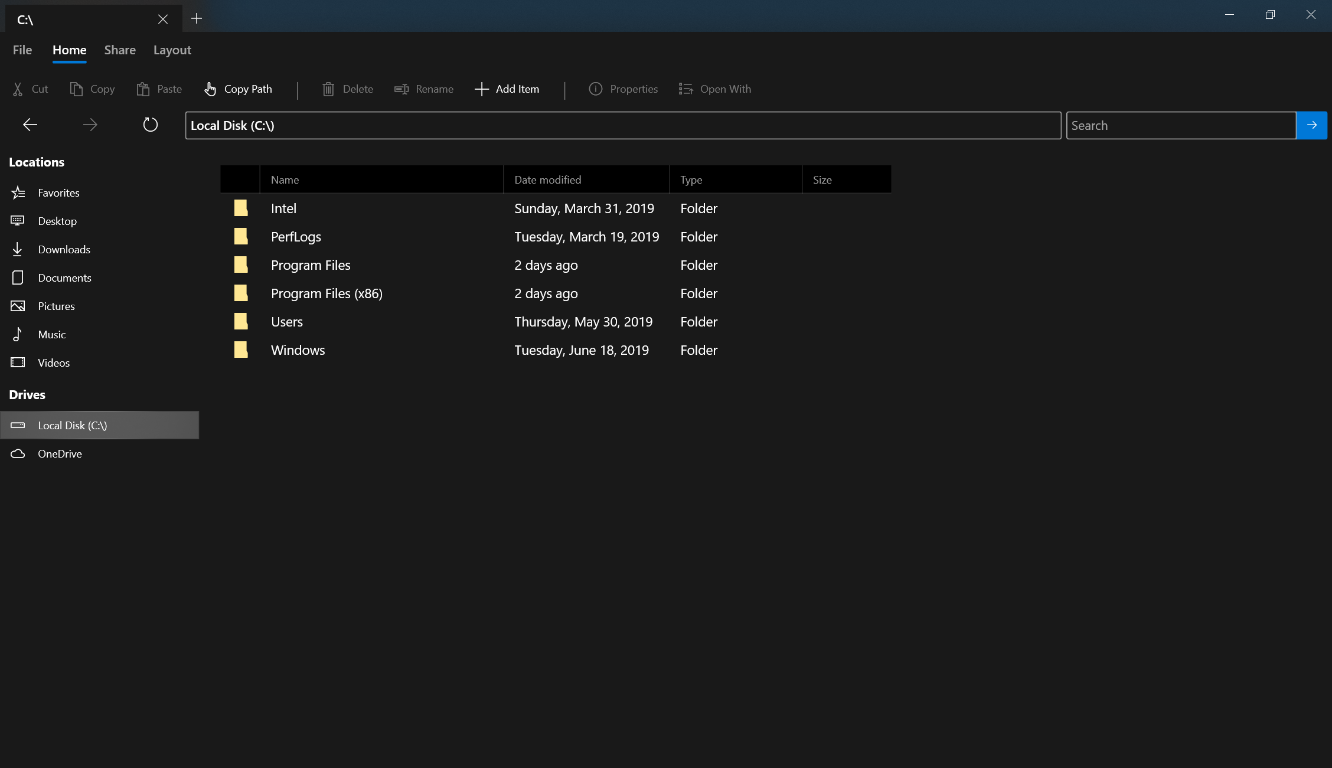 C:\
File Home Share Layout
Cut Copy Paste Copy Path Delete Rename Add Item Properties Open With
Local Disk (C:\) Search
Locations
Favorites
Desktop
Downloads
Documents
Pictures
Music
Videos
Drives
Local Disk (C:\)
OneDrive
Name Date modified Type Size
Intel Sunday, March 31, 2019 Folder
PerfLogs Tuesday, March 19, 2019 Folder
Program Files 2 days ago Folder
Program Files (x86) 2 days ago Folder
Users Thursday, May 30, 2019 Folder
Windows Tuesday, June 18, 2019 Folder